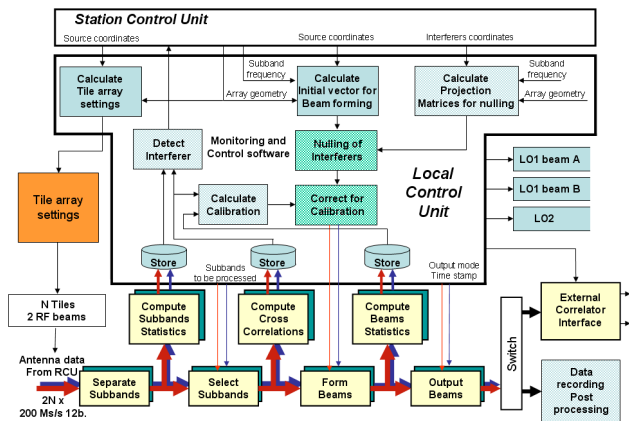 Station Control Unit
Source coordinates
Source coordinates
Interferers coordinates
Subband
frequency
Subband
frequency
Calculate
Tile array
settings
Calculate
Initial vector for
Beam forming
Calculate
Projection
Matrices for nulling
Array geometry
Array geometry
Detect
Interferer
Monitoring and
Control software
Nulling of
Interferers
Local
Control
Unit
LO1 beam A
LO1 beam B
LO2
Tile array
settings
Calculate
Calibration
Correct for
Calibration
Store
Store
Store
Subbands
to be processed
Output mode
Time stamp
N Tiles
2 RF beams
Compute
Subbands
Statistics
Compute
Cross
Correlations
Compute
Beams
Statistics
External
Correlator
Interface
Switch
Antenna data
From RCU
Separate
Subbands
Select
Subbands
Form
Beams
Output
Beams
Data
recording
Post
processing
2N x
200 Ms/s 12b.